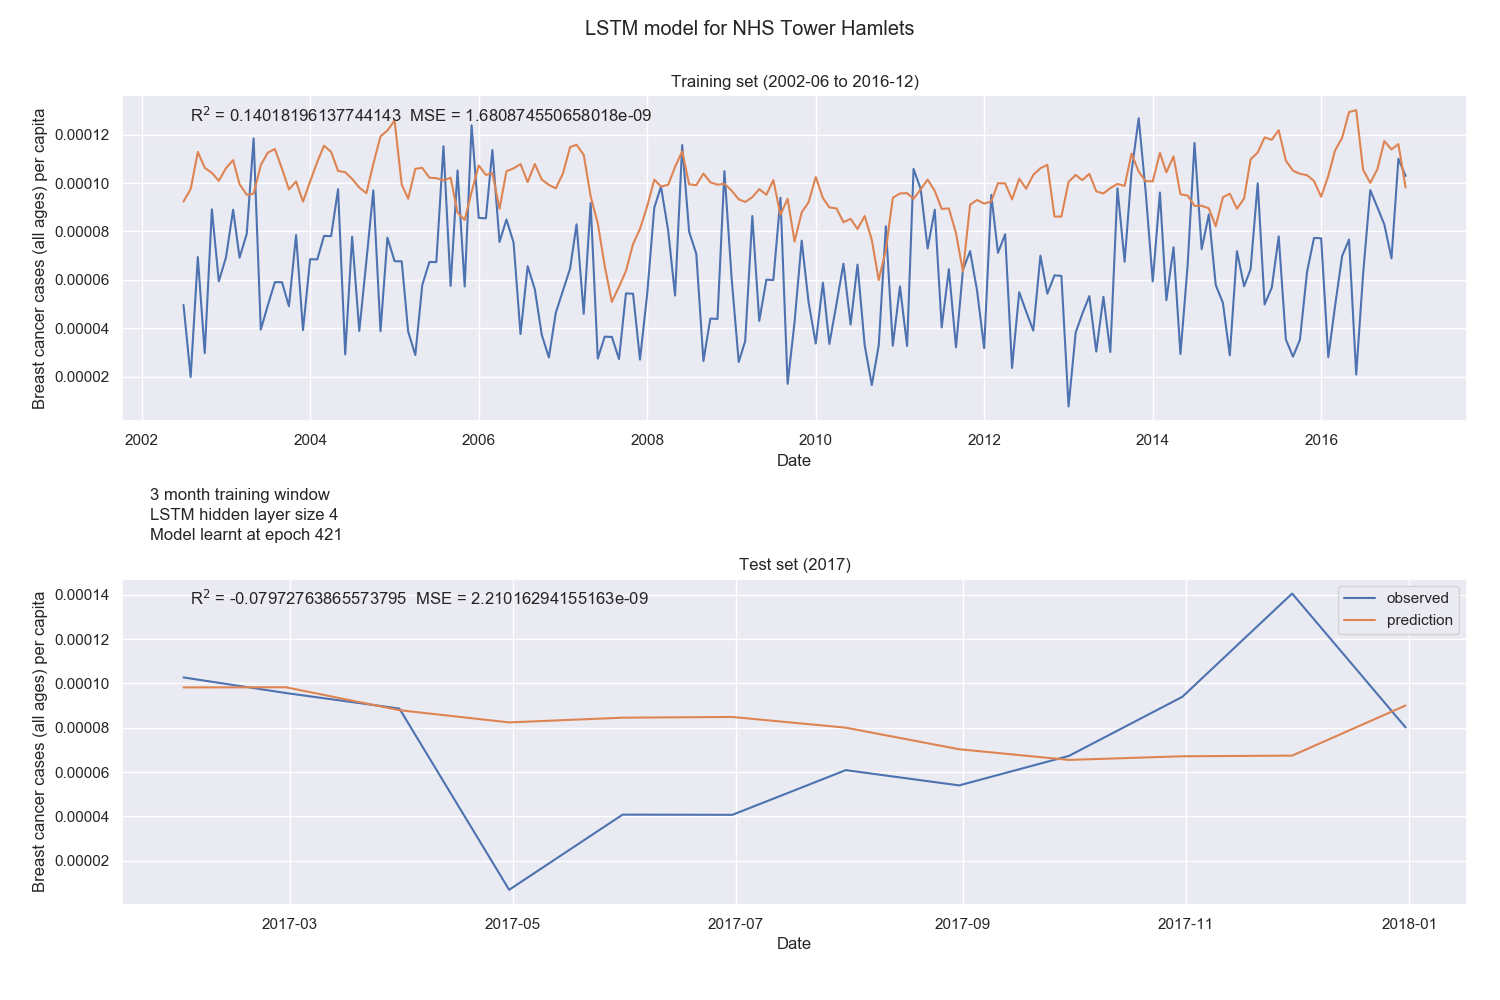 LSTM model for NHS Tower Hamlets
Training set (2002-06 to 2016-12)
R² = 0.14018196137744143 MSE = 1.680874550658018e-09
Breast cancer cases (all ages) per capita
0.00012
0.00010
0.00008
0.00006
0.00004
0.00002
2002 2004 2006 2008 2010 2012 2014 2016
Date
3 month training window
LSTM hidden layer size 4
Model learnt at epoch 421
Test set (2017)
R² = -0.07972763865573795 MSE = 2.21016294155163e-09
observed
prediction
Breast cancer cases (all ages) per capita
0.00014
0.00012
0.00010
0.00008
0.00006
0.00004
0.00002
2017-03 2017-05 2017-07 2017-09 2017-11 2018-01
Date